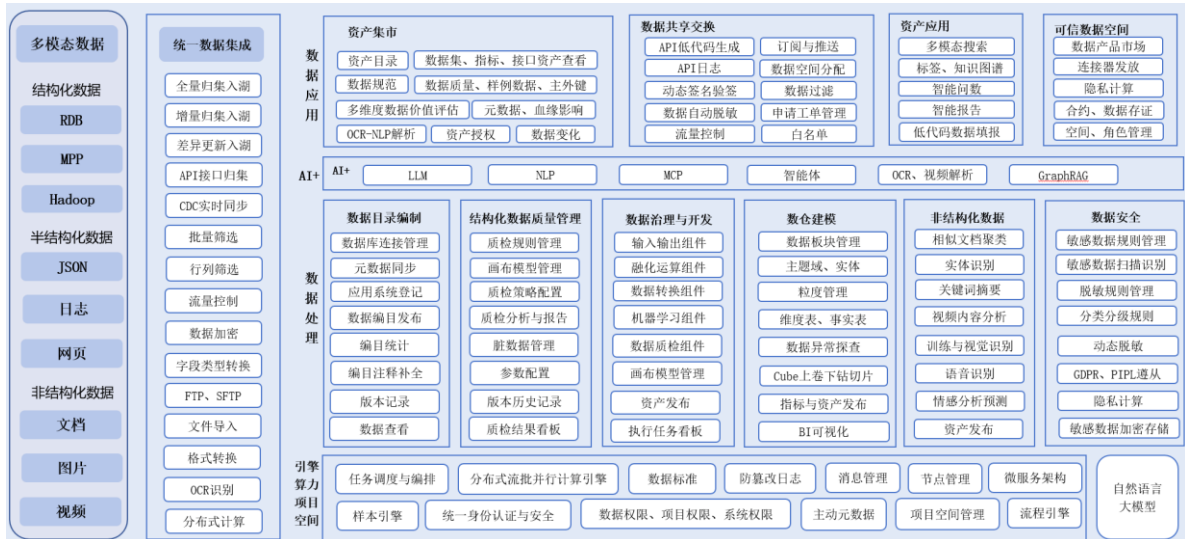 多模态数据
结构化数据
RDB
MPP
Hadoop
半结构化数据
JSON
日志
网页
非结构化数据
文档
图片
视频
统一数据集成
全量归集入湖
增量归集入湖
差异更新入湖
API接口归集
CDC实时同步
批量筛选
行列筛选
流量控制
数据加密
字段类型转换
FTP、SFTP
文件导入
格式转换
OCR识别
分布式计算
数据应用
资产集市
资产目录
数据集、指标、接口资产查看
数据规范
数据质量、样例数据、主外键
多维度数据价值评估
元数据、血缘影响
OCR-NLP解析
资产授权
数据变化
数据共享交换
API低代码生成
订阅与推送
API日志
数据空间分配
动态签名验签
数据过滤
数据自动脱敏
申请工单管理
流量控制
白名单
资产应用
多模态搜索
标签、知识图谱
智能问数
智能报告
低代码数据填报
可信数据空间
数据产品市场
连接器发放
隐私计算
合约、数据存证
空间、角色管理
AI+
AI+
LLM
NLP
MCP
智能体
OCR、视频解析
GraphRAG
数据处理
数据目录编制
数据库连接管理
元数据同步
应用系统登记
数据编目发布
编目统计
编目注释补全
版本记录
数据查看
结构化数据质量管理
质检规则管理
画布模型管理
质检策略配置
质检分析与报告
脏数据管理
参数配置
版本历史记录
质检结果看板
数据治理与开发
输入输出组件
融化运算组件
数据转换组件
机器学习组件
数据质检组件
画布模型管理
资产发布
执行任务看板
数仓建模
数据板块管理
主题域、实体
粒度管理
维度表、事实表
数据异常探查
Cube上卷下钻切片
指标与资产发布
BI可视化
非结构化数据
相似文档聚类
实体识别
关键词摘要
视频内容分析
训练与视觉识别
语音识别
情感分析预测
资产发布
数据安全
敏感数据规则管理
敏感数据扫描识别
脱敏规则管理
分类分级规则
动态脱敏
GDPR、PIPL遵从
隐私计算
敏感数据加密存储
引擎
算力
项目
空间
任务调度与编排
分布式流批并行计算引擎
数据标准
防篡改日志
消息管理
节点管理
微服务架构
样本引擎
统一身份认证与安全
数据权限、项目权限、系统权限
主动元数据
项目空间管理
流程引擎
自然语言
大模型